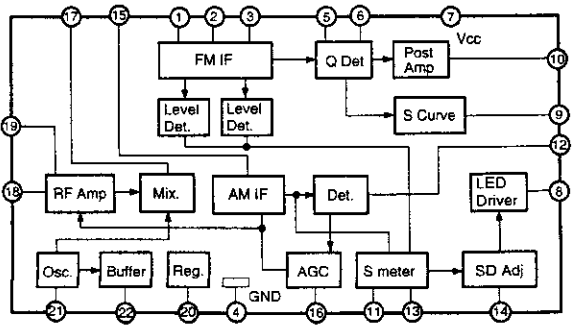 17
15
1
2
3
5
6
7
Vcc
FM IF
Q Det
Post
Amp
10
Level
Det.
Level
Det.
S Curve
9
19
12
18
RF Amp
Mix.
AM IF
Det.
LED
Driver
8
Osc.
Buffer
Reg.
GND
AGC
S meter
SD Adj
21
22
20
4
16
11
13
14